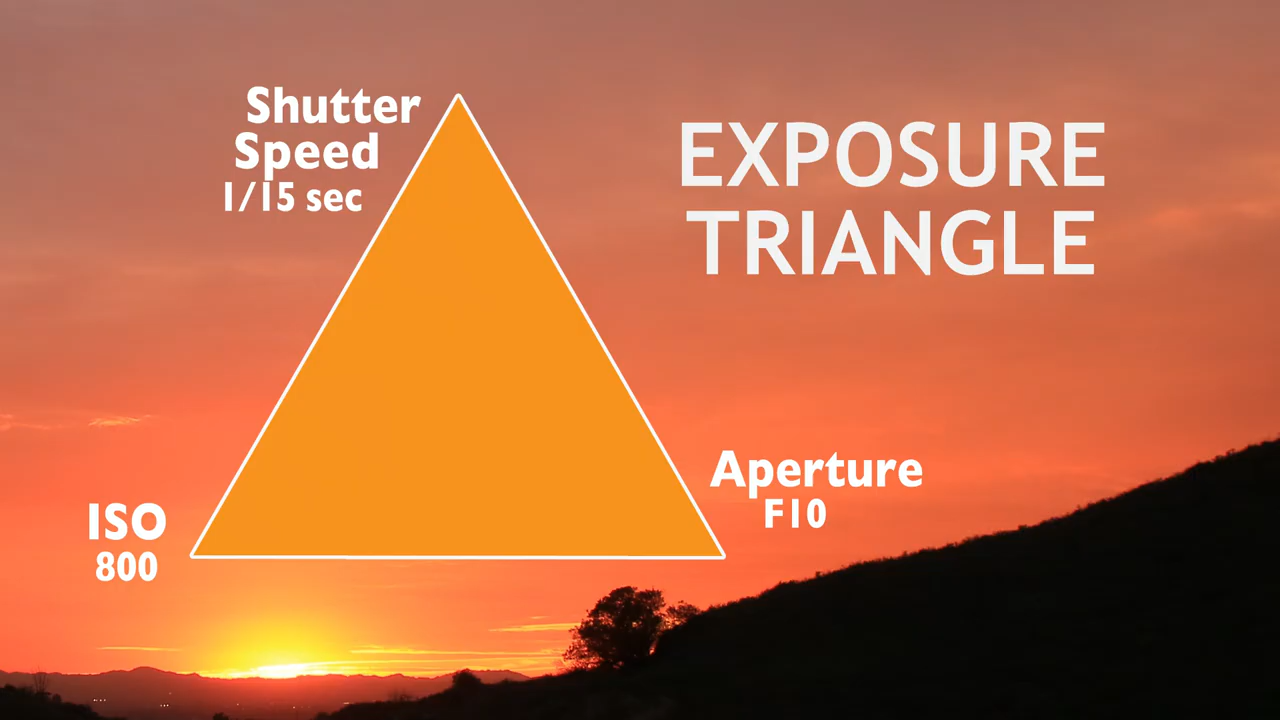 Shutter
Speed
1/15 sec
EXPOSURE
TRIANGLE
Aperture
F10
ISO
800